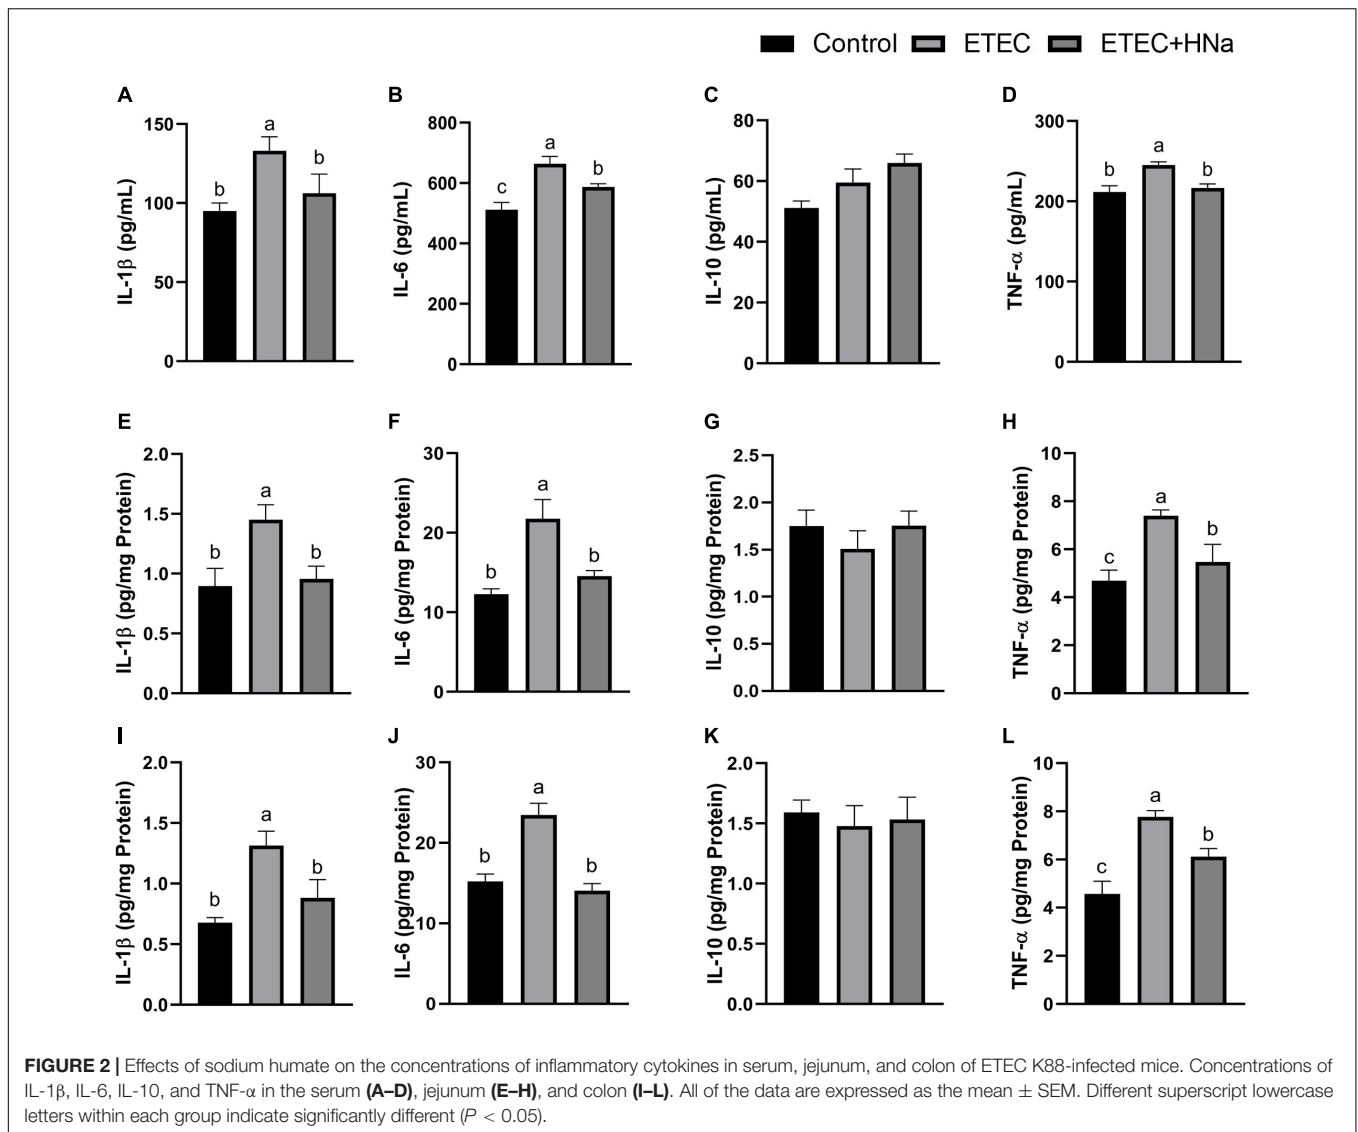 Control ETEC ETEC+HNa
A B C D
150 100 50 0
IL-1β (pg/mL)
b a b
800 600 400 200 0
IL-6 (pg/mL)
c a b
80 60 40 20 0
IL-10 (pg/mL)
300 200 100 0
TNF-α (pg/mL)
b a b
E F G H
2.0 1.5 1.0 0.5 0.0
IL-1β (pg/mg Protein)
b a b
30 20 10 0
IL-6 (pg/mg Protein)
b a b
2.5 2.0 1.5 1.0 0.5 0.0
IL-10 (pg/mg Protein)
10 8 6 4 2 0
TNF-α (pg/mg Protein)
c a b
I J K L
2.0 1.5 1.0 0.5 0.0
IL-1β (pg/mg Protein)
b a b
30 20 10 0
IL-6 (pg/mg Protein)
b a b
2.0 1.5 1.0 0.5 0.0
IL-10 (pg/mg Protein)
10 8 6 4 2 0
TNF-α (pg/mg Protein)
c a b
FIGURE 2 | Effects of sodium humate on the concentrations of inflammatory cytokines in serum, jejunum, and colon of ETEC K88-infected mice. Concentrations of
IL-1β, IL-6, IL-10, and TNF-α in the serum (A–D), jejunum (E–H), and colon (I–L). All of the data are expressed as the mean ± SEM. Different superscript lowercase
letters within each group indicate significantly different (P < 0.05).